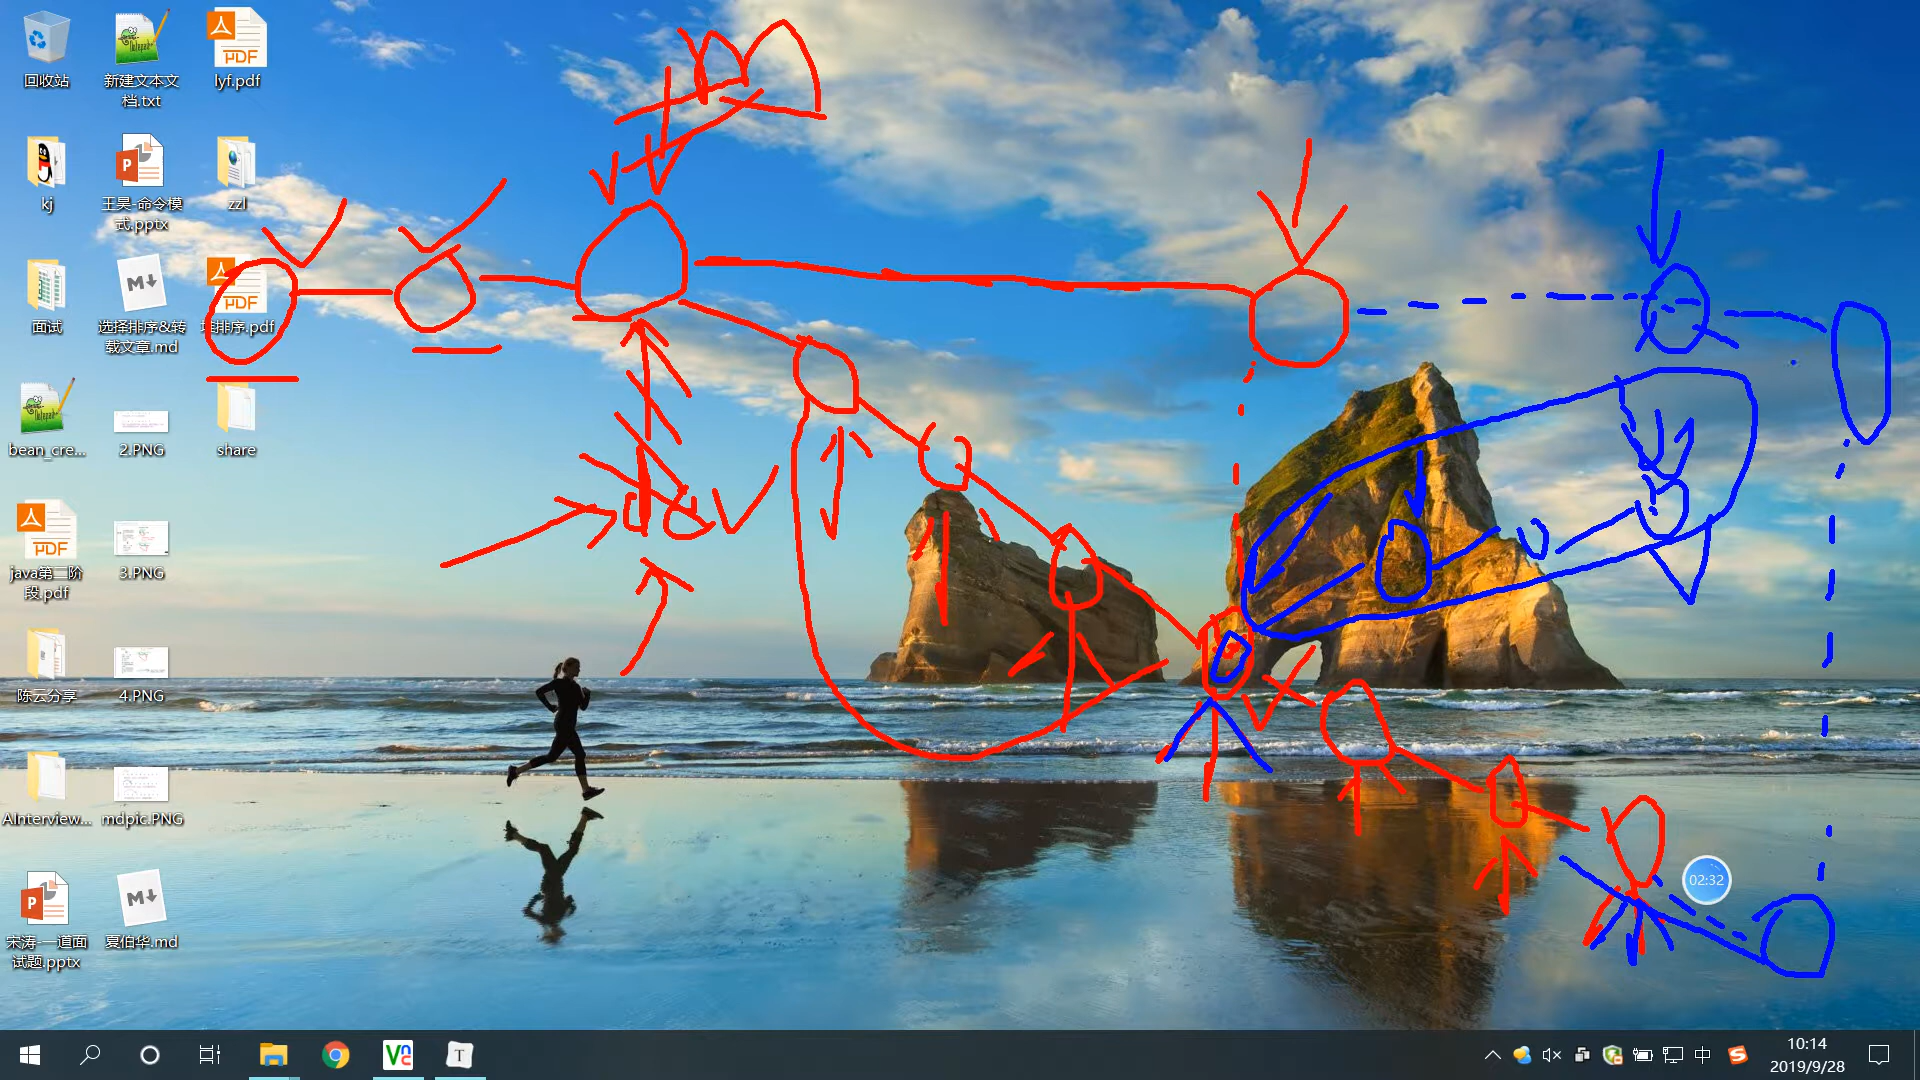 回收站
新建文本文
档.txt
lyf.pdf
kj
王昊-命令模
式.pptx
zzl
面试
选择排序&转
载文章.md
堆排序.pdf
bean_cre...
2.PNG
share
java第二阶
段.pdf
3.PNG
陈云分享
4.PNG
AInterview...
mdpic.PNG
宋涛-一道面
试题.pptx
夏伯华.md
02:32
中
10:14
2019/9/28